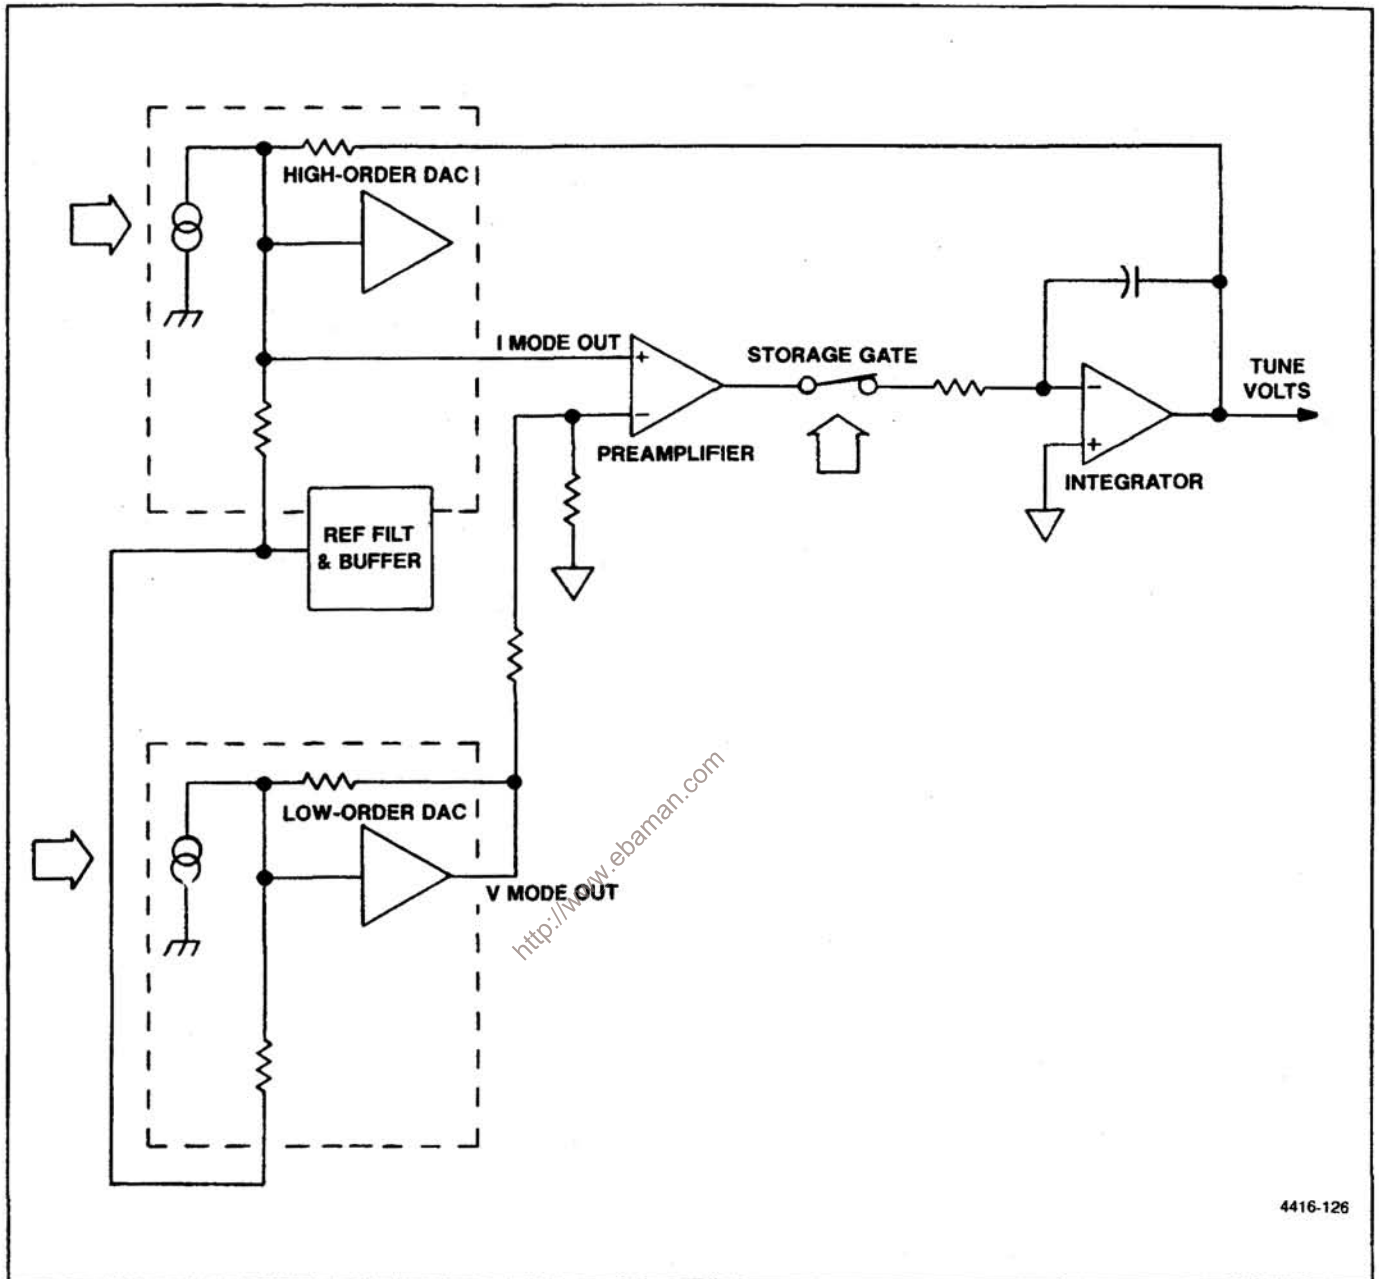 HIGH-ORDER DAC
I MODE OUT
+
−
PREAMPLIFIER
STORAGE GATE
−
+
INTEGRATOR
TUNE
VOLTS
REF FILT
& BUFFER
LOW-ORDER DAC
V MODE OUT
http://www.ebaman.com
4416-126